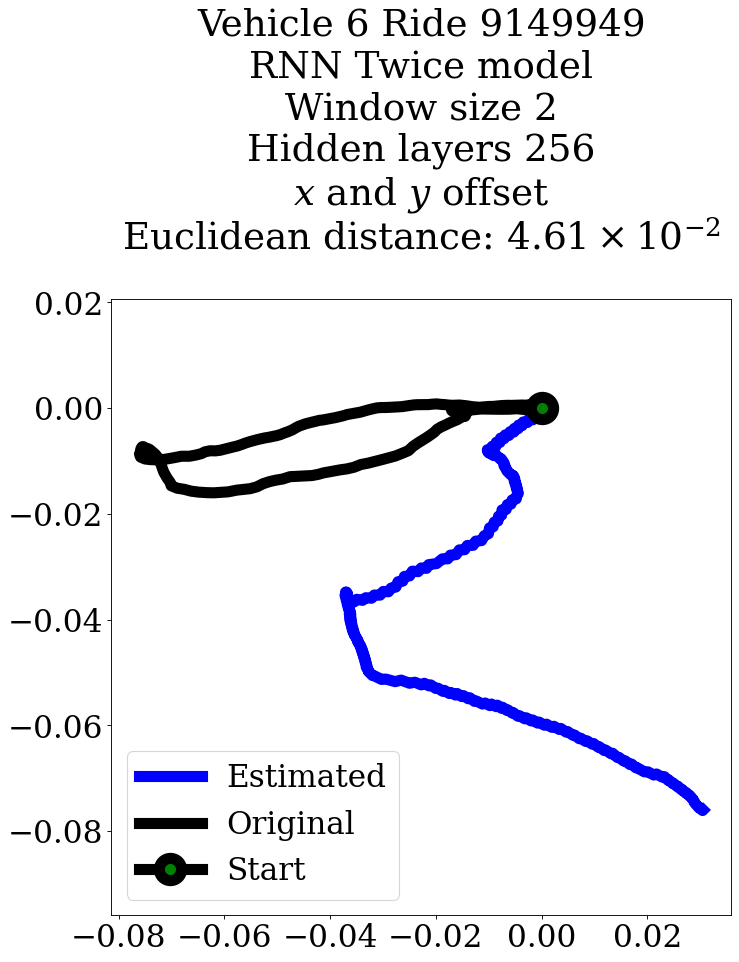 Vehicle 6 Ride 9149949
RNN Twice model
Window size 2
Hidden layers 256
x and y offset
Euclidean distance: 4.61 × 10⁻²
0.02
0.00
−0.02
−0.04
−0.06
−0.08
Estimated
Original
Start
−0.08 −0.06 −0.04 −0.02 0.00 0.02